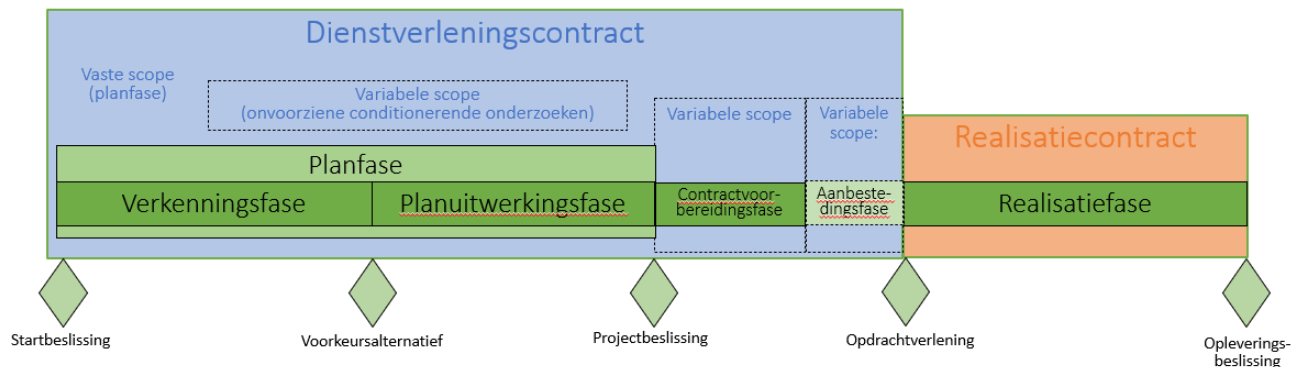 Dienstverleningscontract
Vaste scope
(planfase)
Variabele scope
(onvoorziene conditionerende onderzoeken)
Variabele scope
Variabele
scope:
Realisatiecontract
Planfase
Verkenningsfase
Planuitwerkingsfase
Contractvoor-
bereidingsfase
Aanbeste-
dingsfase
Realisatiefase
Startbeslissing
Voorkeursalternatief
Projectbeslissing
Opdrachtverlening
Opleverings-
beslissing